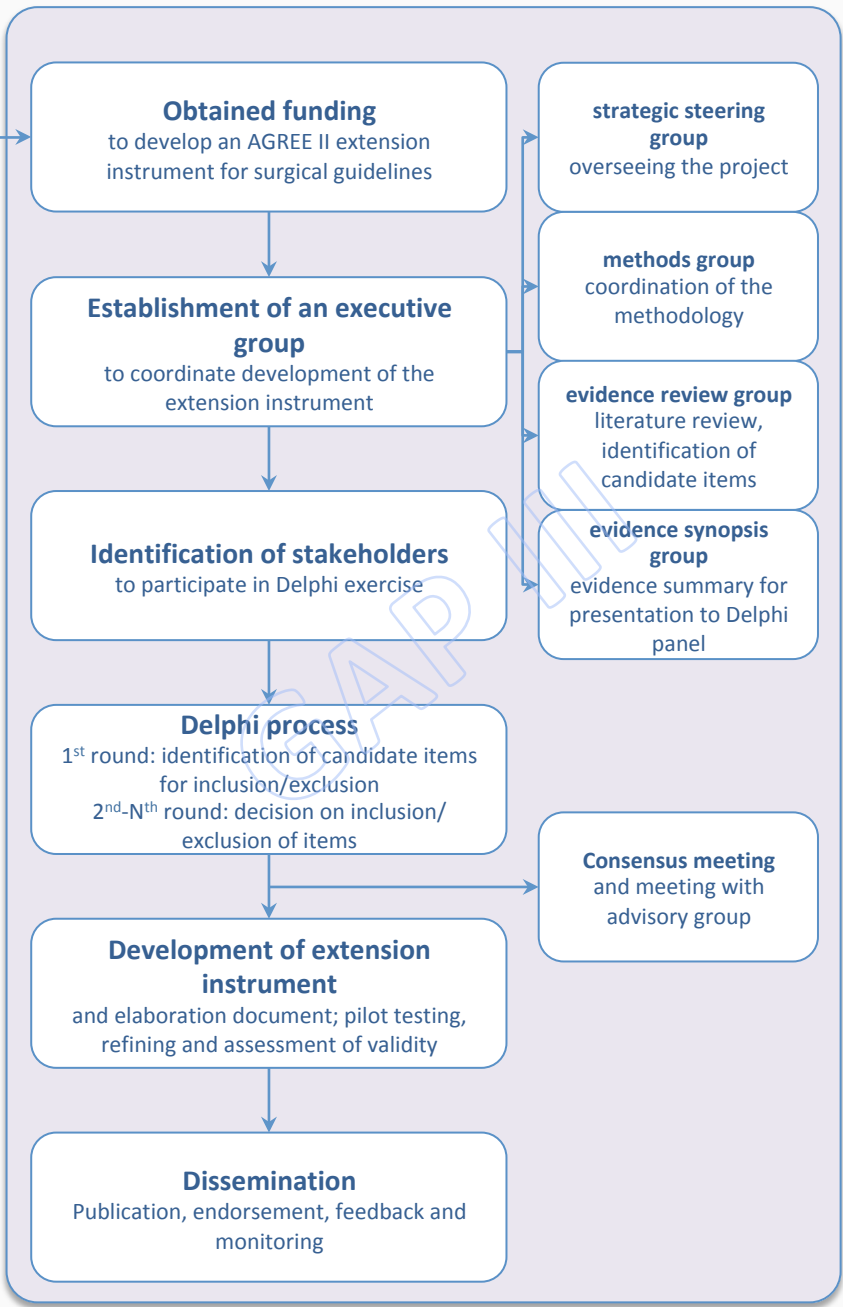 Obtained funding
to develop an AGREE II extension
instrument for surgical guidelines
strategic steering
group
overseeing the project
Establishment of an executive
group
to coordinate development of the
extension instrument
methods group
coordination of the
methodology
evidence review group
literature review,
identification of
candidate items
Identification of stakeholders
to participate in Delphi exercise
evidence synopsis
group
evidence summary for
presentation to Delphi
panel
GAP III
Delphi process
1st round: identification of candidate items
for inclusion/exclusion
2nd-Nth round: decision on inclusion/
exclusion of items
Consensus meeting
and meeting with
advisory group
Development of extension
instrument
and elaboration document; pilot testing,
refining and assessment of validity
Dissemination
Publication, endorsement, feedback and
monitoring